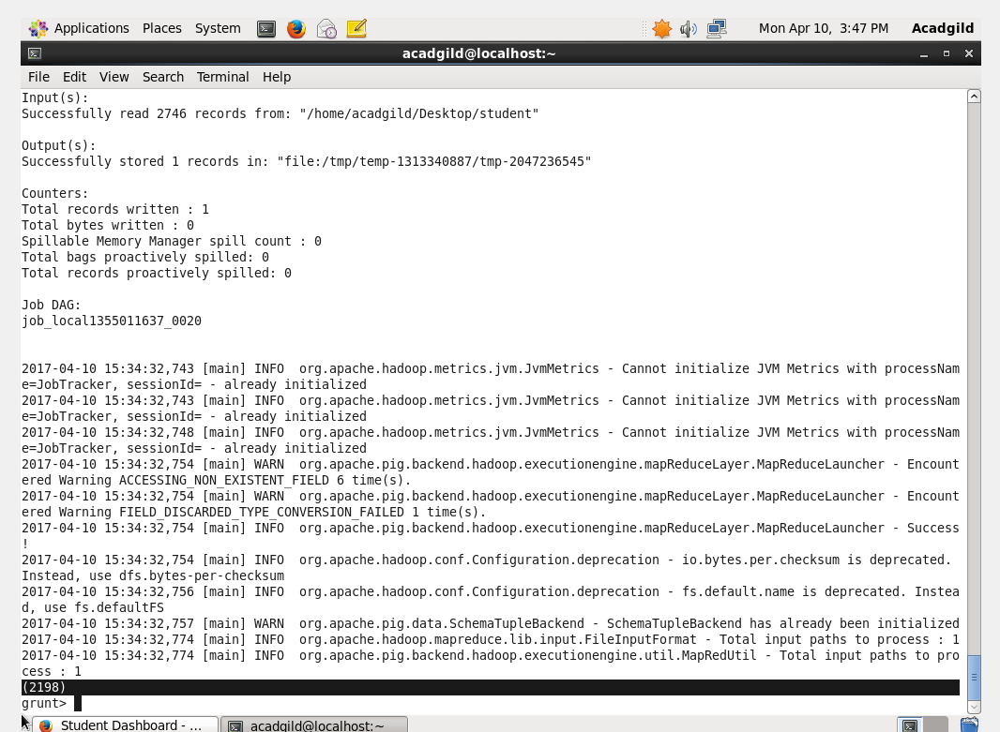 Applications Places System Mon Apr 10, 3:47 PM Acadgild
acadgild@localhost:~
File Edit View Search Terminal Help
Input(s):
Successfully read 2746 records from: "/home/acadgild/Desktop/student"
Output(s):
Successfully stored 1 records in: "file:/tmp/temp-1313340887/tmp-2047236545"
Counters:
Total records written : 1
Total bytes written : 0
Spillable Memory Manager spill count : 0
Total bags proactively spilled: 0
Total records proactively spilled: 0
Job DAG:
job_local1355011637_0020
2017-04-10 15:34:32,743 [main] INFO  org.apache.hadoop.metrics.jvm.JvmMetrics - Cannot initialize JVM Metrics with processNam
e=JobTracker, sessionId= - already initialized
2017-04-10 15:34:32,743 [main] INFO  org.apache.hadoop.metrics.jvm.JvmMetrics - Cannot initialize JVM Metrics with processNam
e=JobTracker, sessionId= - already initialized
2017-04-10 15:34:32,748 [main] INFO  org.apache.hadoop.metrics.jvm.JvmMetrics - Cannot initialize JVM Metrics with processNam
e=JobTracker, sessionId= - already initialized
2017-04-10 15:34:32,754 [main] WARN  org.apache.pig.backend.hadoop.executionengine.mapReduceLayer.MapReduceLauncher - Encount
ered Warning ACCESSING_NON_EXISTENT_FIELD 6 time(s).
2017-04-10 15:34:32,754 [main] WARN  org.apache.pig.backend.hadoop.executionengine.mapReduceLayer.MapReduceLauncher - Encount
ered Warning FIELD_DISCARDED_TYPE_CONVERSION_FAILED 1 time(s).
2017-04-10 15:34:32,754 [main] INFO  org.apache.pig.backend.hadoop.executionengine.mapReduceLayer.MapReduceLauncher - Success
!
2017-04-10 15:34:32,754 [main] INFO  org.apache.hadoop.conf.Configuration.deprecation - io.bytes.per.checksum is deprecated.
Instead, use dfs.bytes-per-checksum
2017-04-10 15:34:32,756 [main] INFO  org.apache.hadoop.conf.Configuration.deprecation - fs.default.name is deprecated. Instea
d, use fs.defaultFS
2017-04-10 15:34:32,757 [main] WARN  org.apache.pig.data.SchemaTupleBackend - SchemaTupleBackend has already been initialized
2017-04-10 15:34:32,774 [main] INFO  org.apache.hadoop.mapreduce.lib.input.FileInputFormat - Total input paths to process : 1
2017-04-10 15:34:32,774 [main] INFO  org.apache.pig.backend.hadoop.executionengine.util.MapRedUtil - Total input paths to pro
cess : 1
(2198)
grunt>
Student Dashboard - ... acadgild@localhost:~